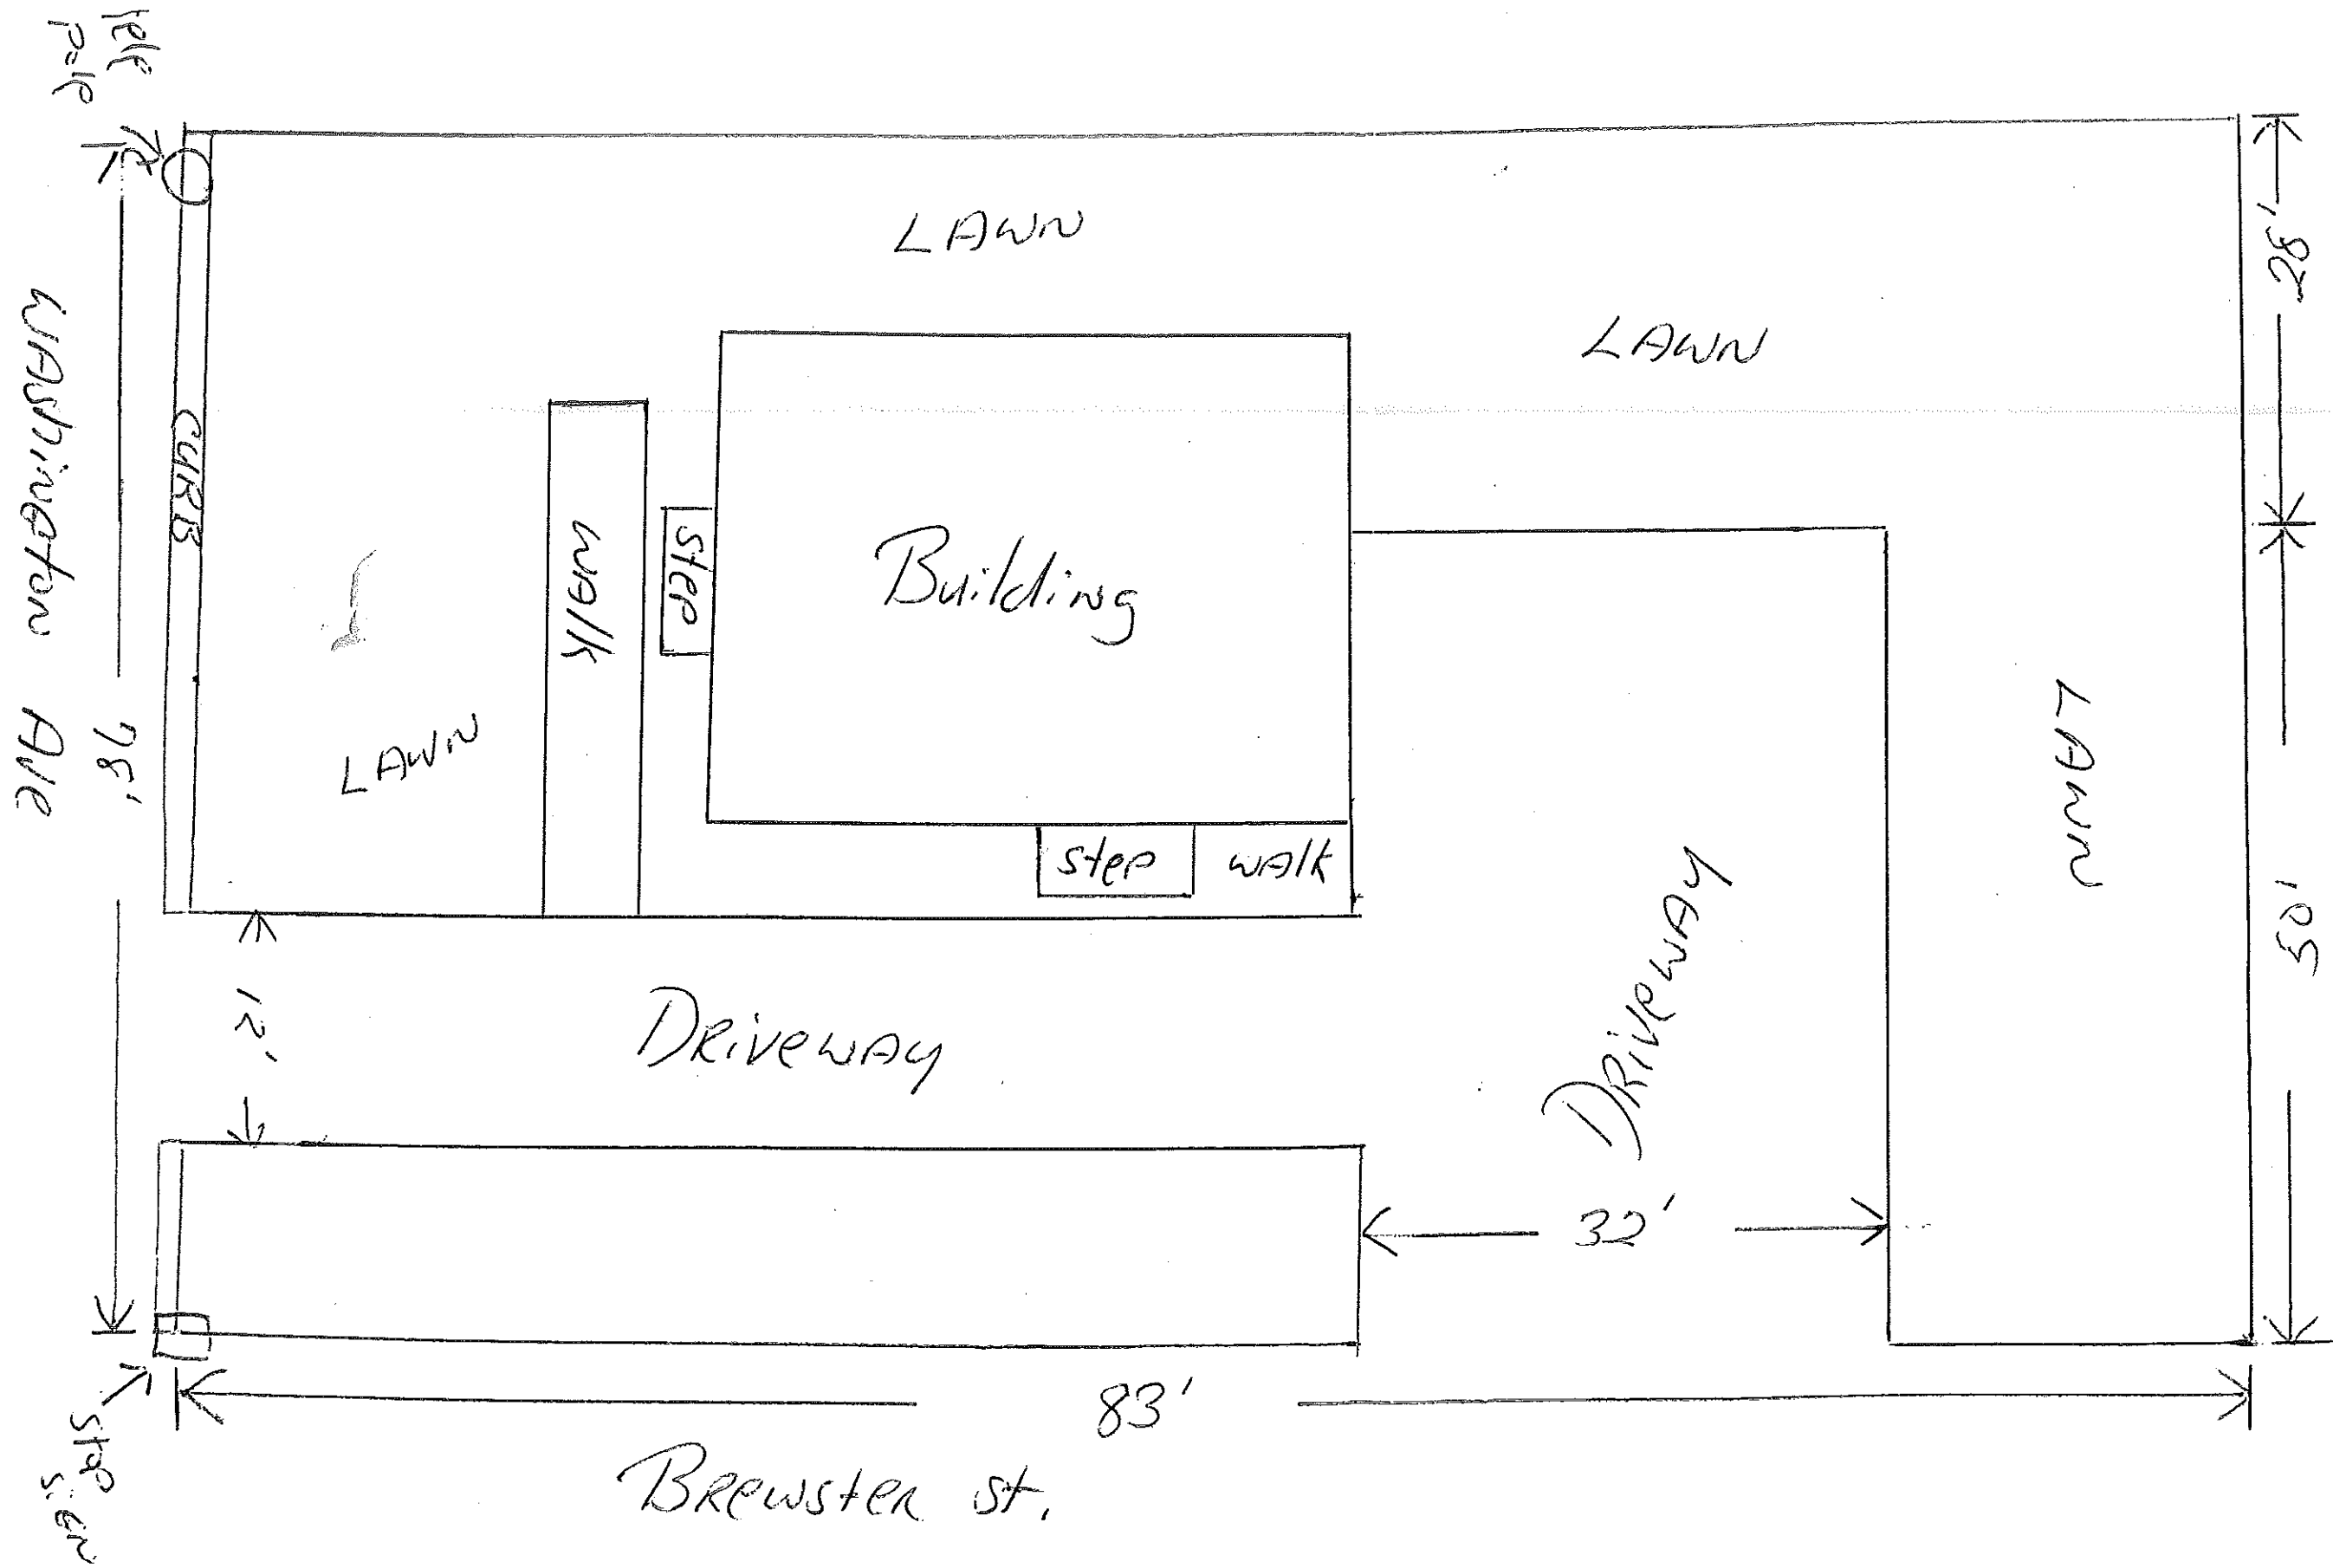 tele
pole
LAWN
28'
LAWN
WAshington Ave
CURB
WAlk
step
Building
78'
LAWN
LAWN
step
WAlk
50'
12'
DRiveWAy
DRiveWAy
32'
83'
stop
sign
BRewsteR st.